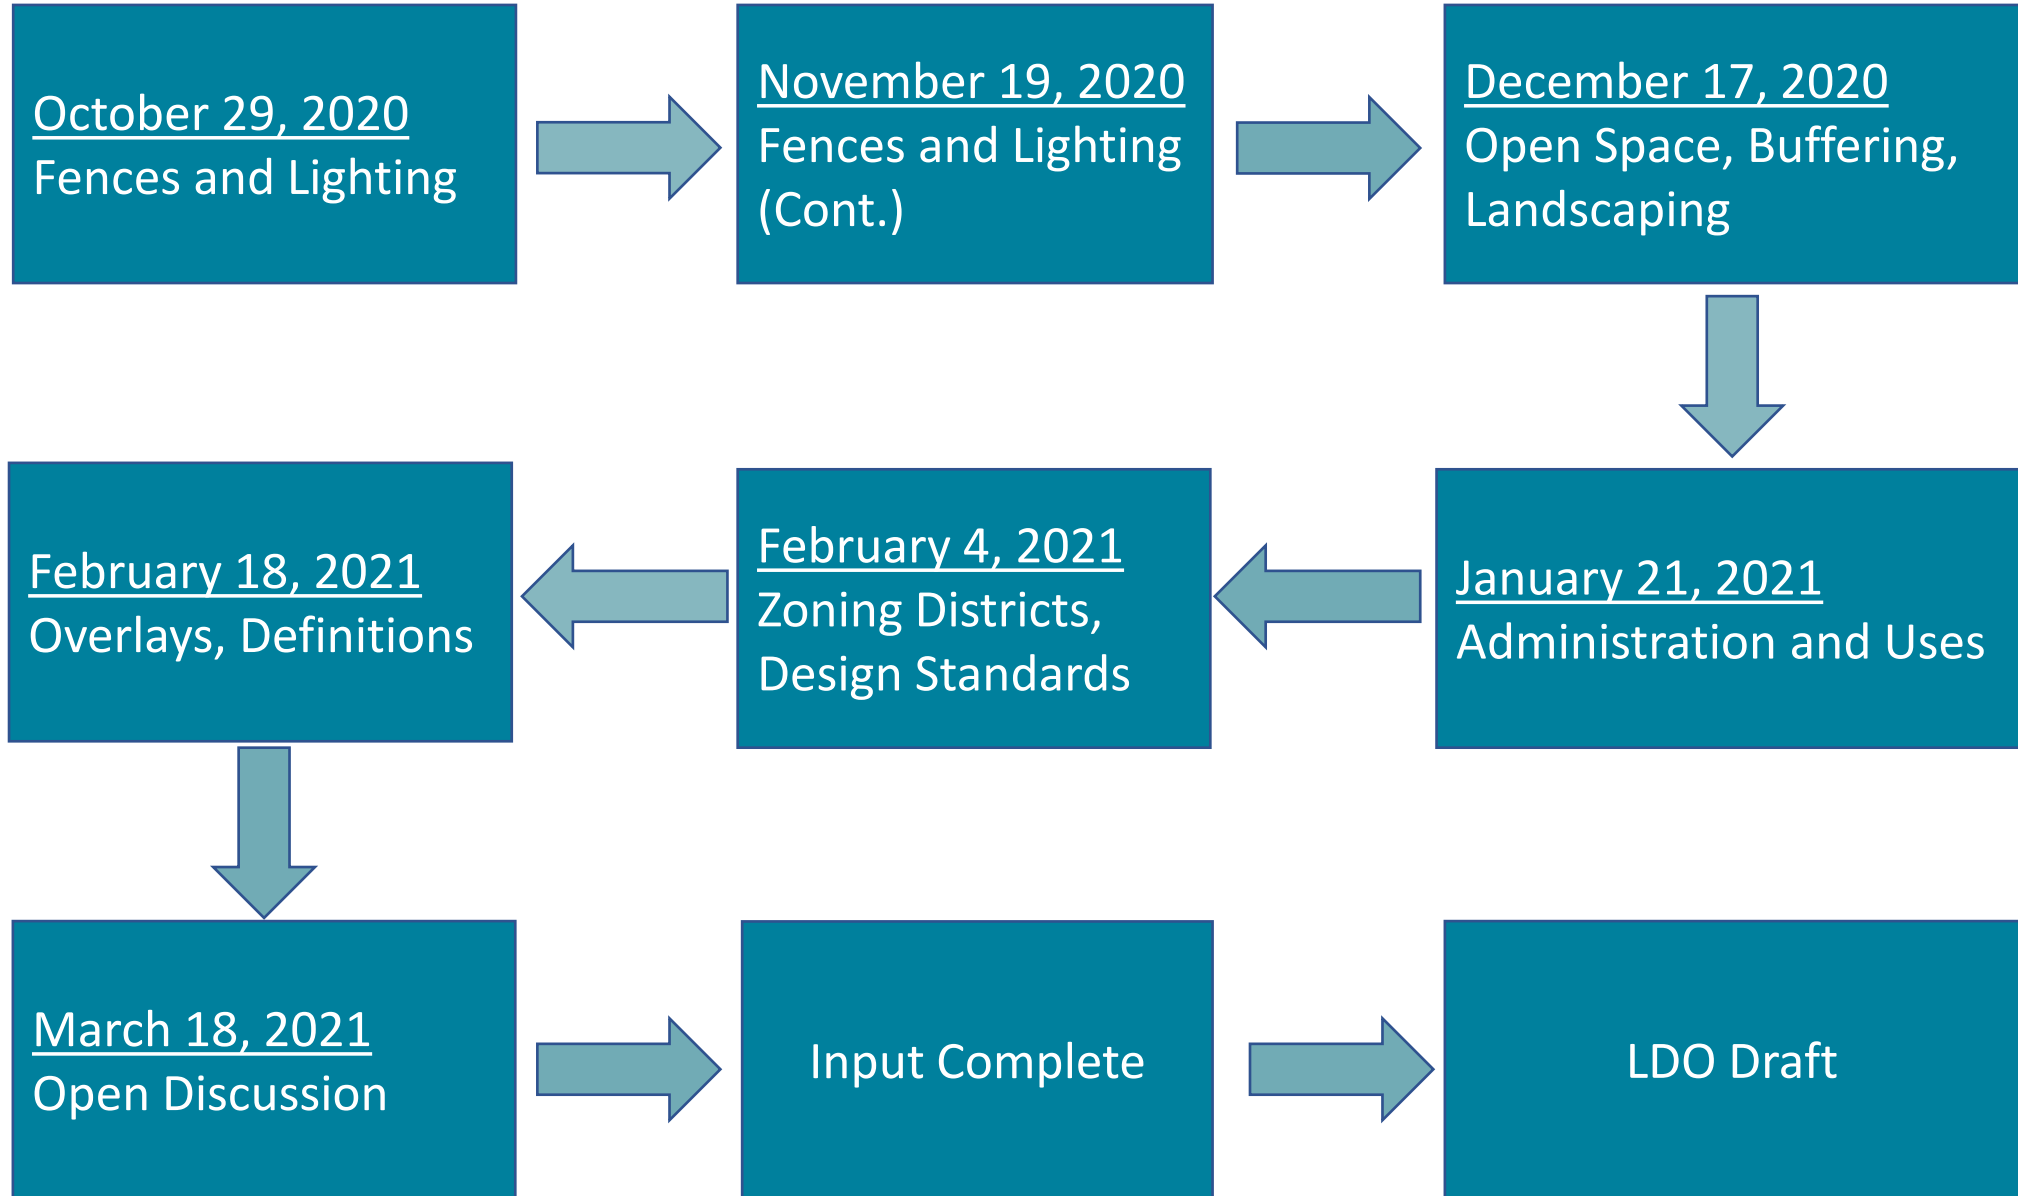 October 29, 2020
Fences and Lighting
November 19, 2020
Fences and Lighting
(Cont.)
December 17, 2020
Open Space, Buffering,
Landscaping
January 21, 2021
Administration and Uses
February 4, 2021
Zoning Districts,
Design Standards
February 18, 2021
Overlays, Definitions
March 18, 2021
Open Discussion
Input Complete
LDO Draft